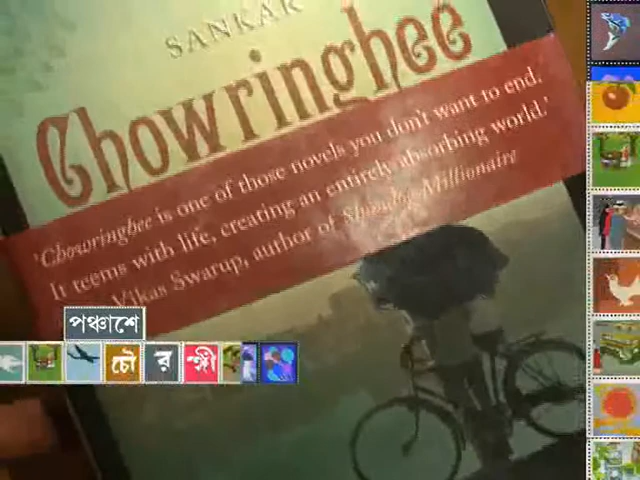 SANKAR
Chowringhee
'Chowringhee is one of those novels you don't want to end.
It teems with life, creating an entirely absorbing world.'
Vikas Swarup, author of Slumdog Millionaire
পঞ্চাশে
চৌ র ঙ্গী